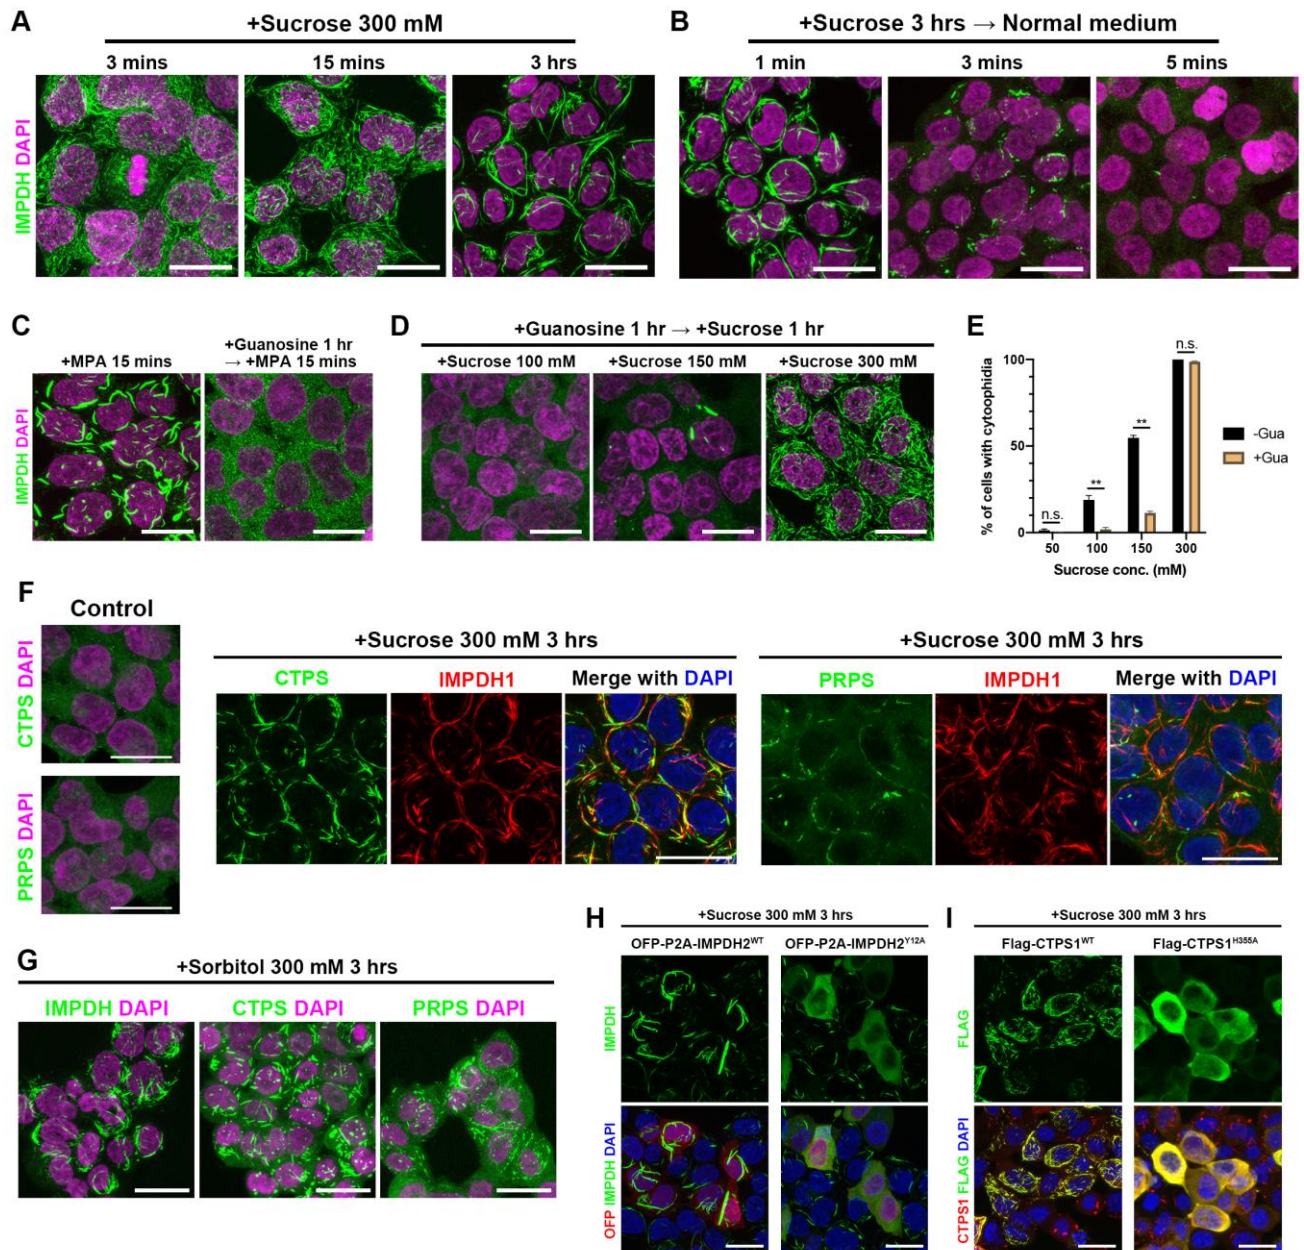 A
+Sucrose 300 mM
3 mins 15 mins 3 hrs
IMPDH DAPI
B
+Sucrose 3 hrs → Normal medium
1 min 3 mins 5 mins
C
+MPA 15 mins
+Guanosine 1 hr
→ +MPA 15 mins
IMPDH DAPI
D
+Guanosine 1 hr → +Sucrose 1 hr
+Sucrose 100 mM +Sucrose 150 mM +Sucrose 300 mM
E
% of cells with cytoophidia
100
50
0
n.s.
**
**
n.s.
50 100 150 300
Sucrose conc. (mM)
-Gua
+Gua
F
Control
CTPS DAPI
PRPS DAPI
+Sucrose 300 mM 3 hrs
CTPS IMPDH1 Merge with DAPI
+Sucrose 300 mM 3 hrs
PRPS IMPDH1 Merge with DAPI
G
+Sorbitol 300 mM 3 hrs
IMPDH DAPI CTPS DAPI PRPS DAPI
H
+Sucrose 300 mM 3 hrs
OFP-P2A-IMPDH2WT OFP-P2A-IMPDH2Y12A
IMPDH
OFP IMPDH DAPI
I
+Sucrose 300 mM 3 hrs
Flag-CTPS1WT Flag-CTPS1H355A
FLAG
CTPS1 FLAG DAPI